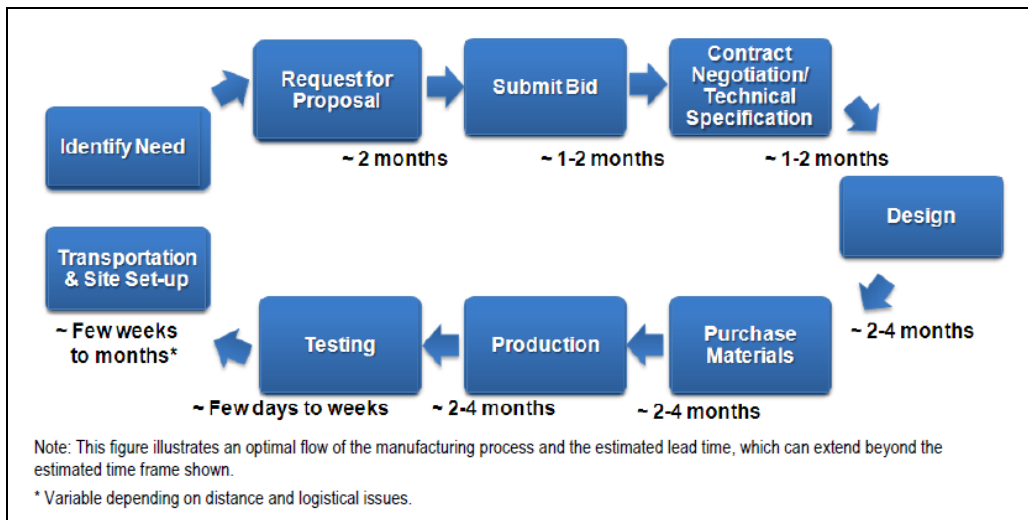 Identify Need
Request for
Proposal
~ 2 months
Submit Bid
~ 1-2 months
Contract
Negotiation/
Technical
Specification
~ 1-2 months
Design
~ 2-4 months
Purchase
Materials
~ 2-4 months
Production
~ 2-4 months
Testing
~ Few days to weeks
Transportation
& Site Set-up
~ Few weeks
to months*
Note: This figure illustrates an optimal flow of the manufacturing process and the estimated lead time, which can extend beyond the
estimated time frame shown.
* Variable depending on distance and logistical issues.